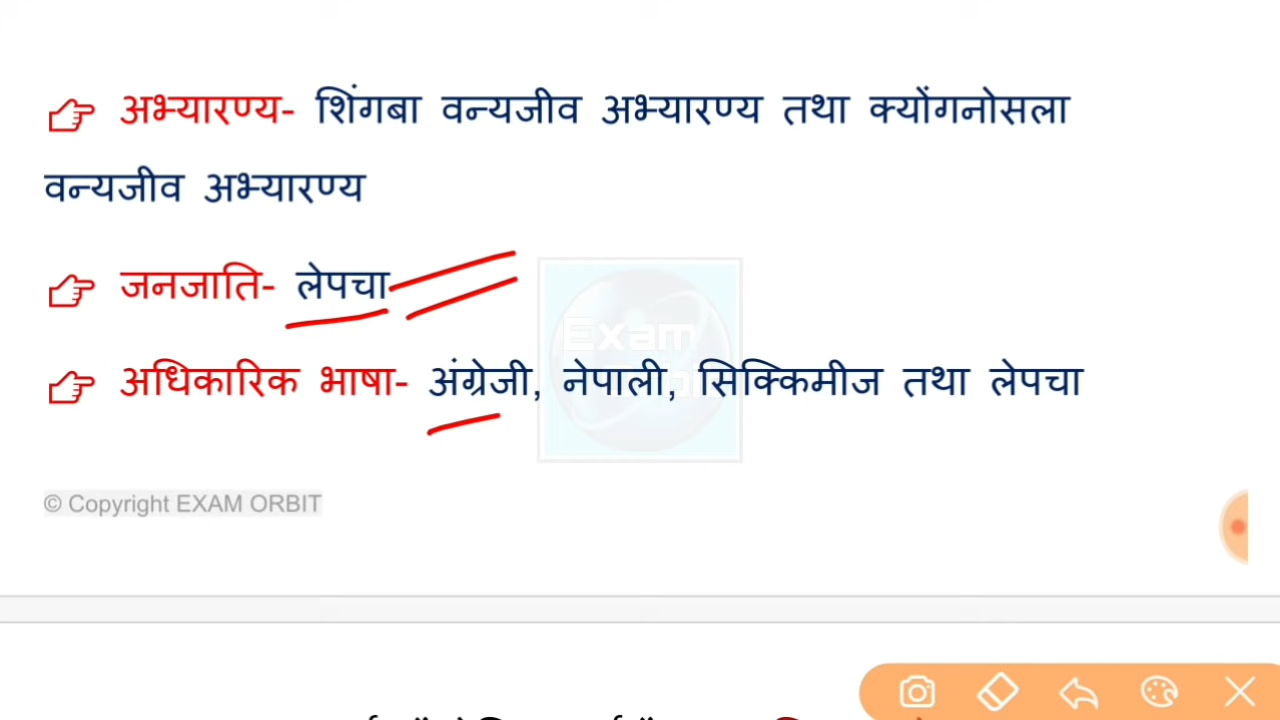 अभ्यारण्य- शिंगबा वन्यजीव अभ्यारण्य तथा क्योंगनोसला
वन्यजीव अभ्यारण्य
जनजाति- लेपचा
Exam
अधिकारिक भाषा- अंग्रेजी, नेपाली, सिक्किमीज तथा लेपचा
© Copyright EXAM ORBIT